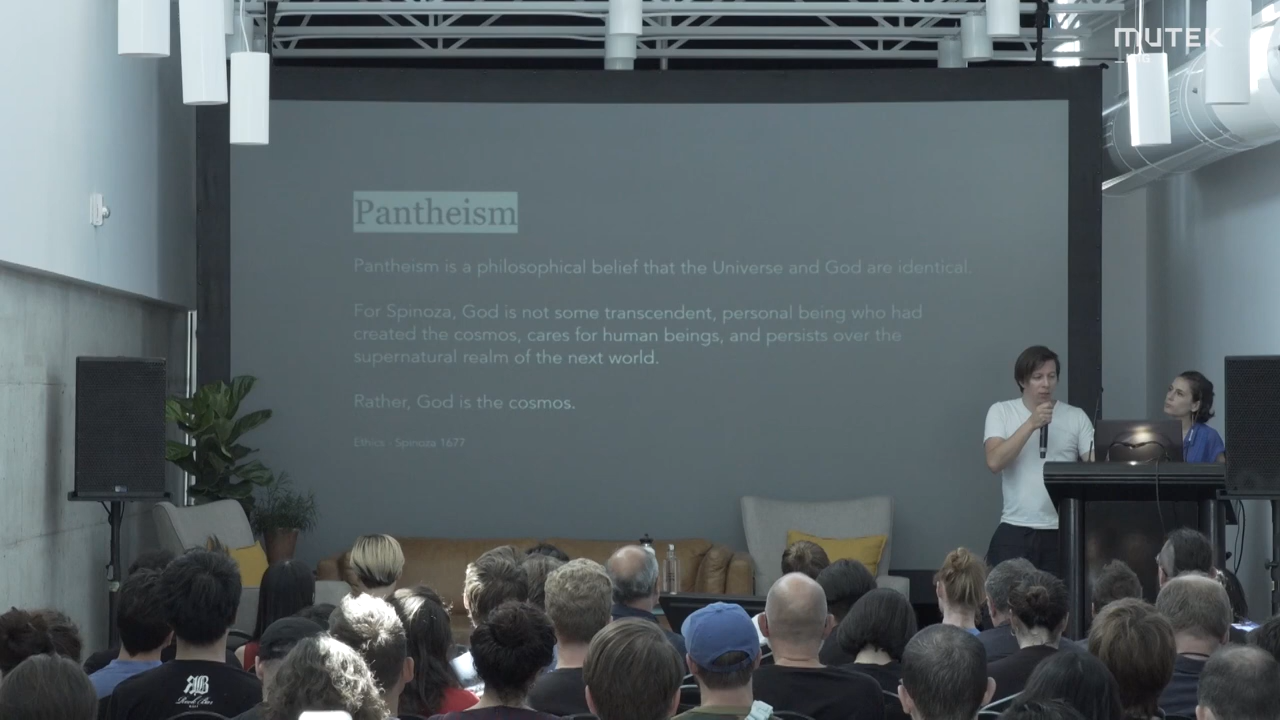 MUTEK
Pantheism
Pantheism is a philosophical belief that the Universe and God are identical.
For Spinoza, God is not some transcendent, personal being who had
created the cosmos, cares for human beings, and persists over the
supernatural realm of the next world.
Rather, God is the cosmos.
Ethics - Spinoza 1677